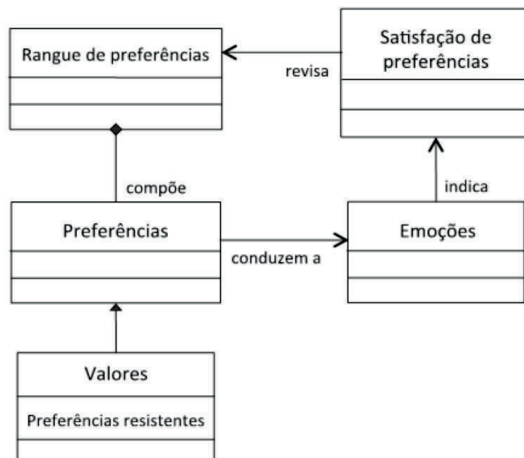 Rangue de preferências
Satisfação de
preferências
revisa
compõe
indica
Preferências
conduzem a
Emoções
Valores
Preferências resistentes